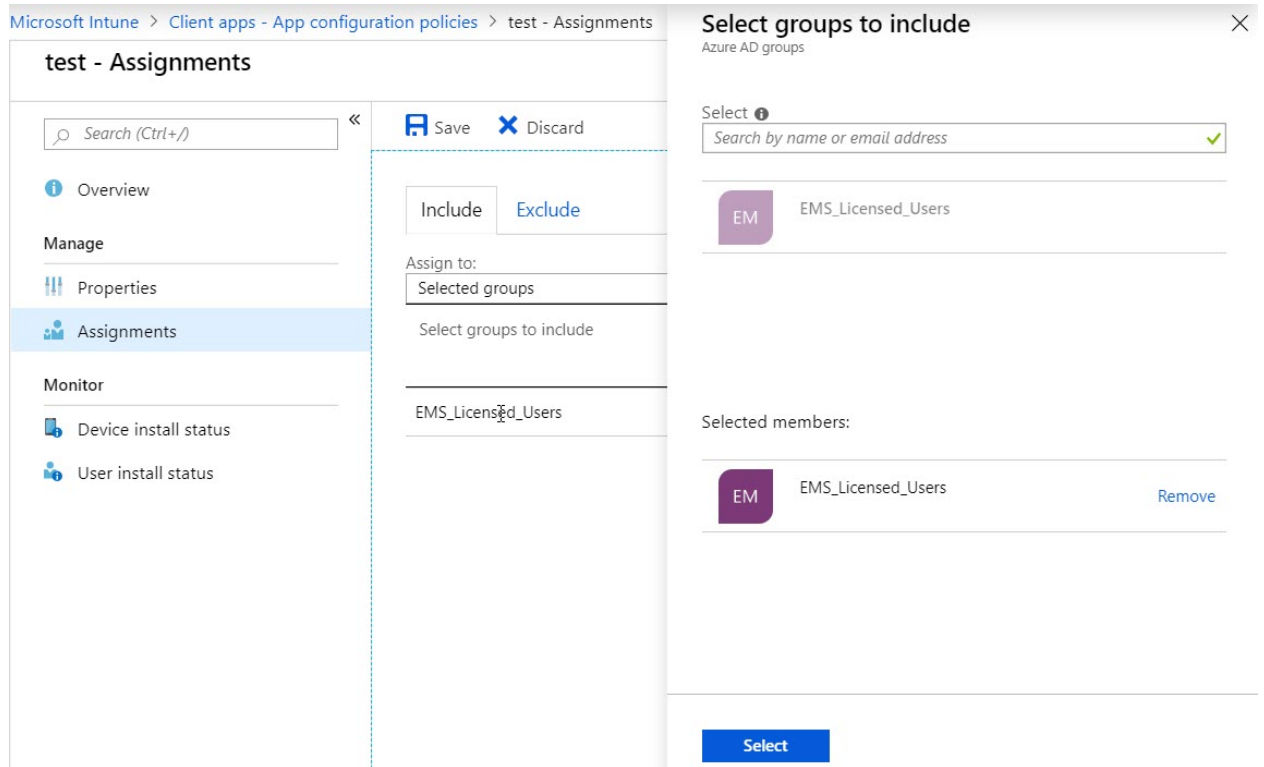 Microsoft Intune > Client apps - App configuration policies > test - Assignments
test - Assignments
Search (Ctrl+/)
«
Overview
Manage
Properties
Assignments
Monitor
Device install status
User install status
Save
Discard
Include
Exclude
Assign to:
Selected groups
Select groups to include
EMS_Licensed_Users
Select groups to include
Azure AD groups
Select
Search by name or email address
EM
EMS_Licensed_Users
Selected members:
EM
EMS_Licensed_Users
Remove
Select